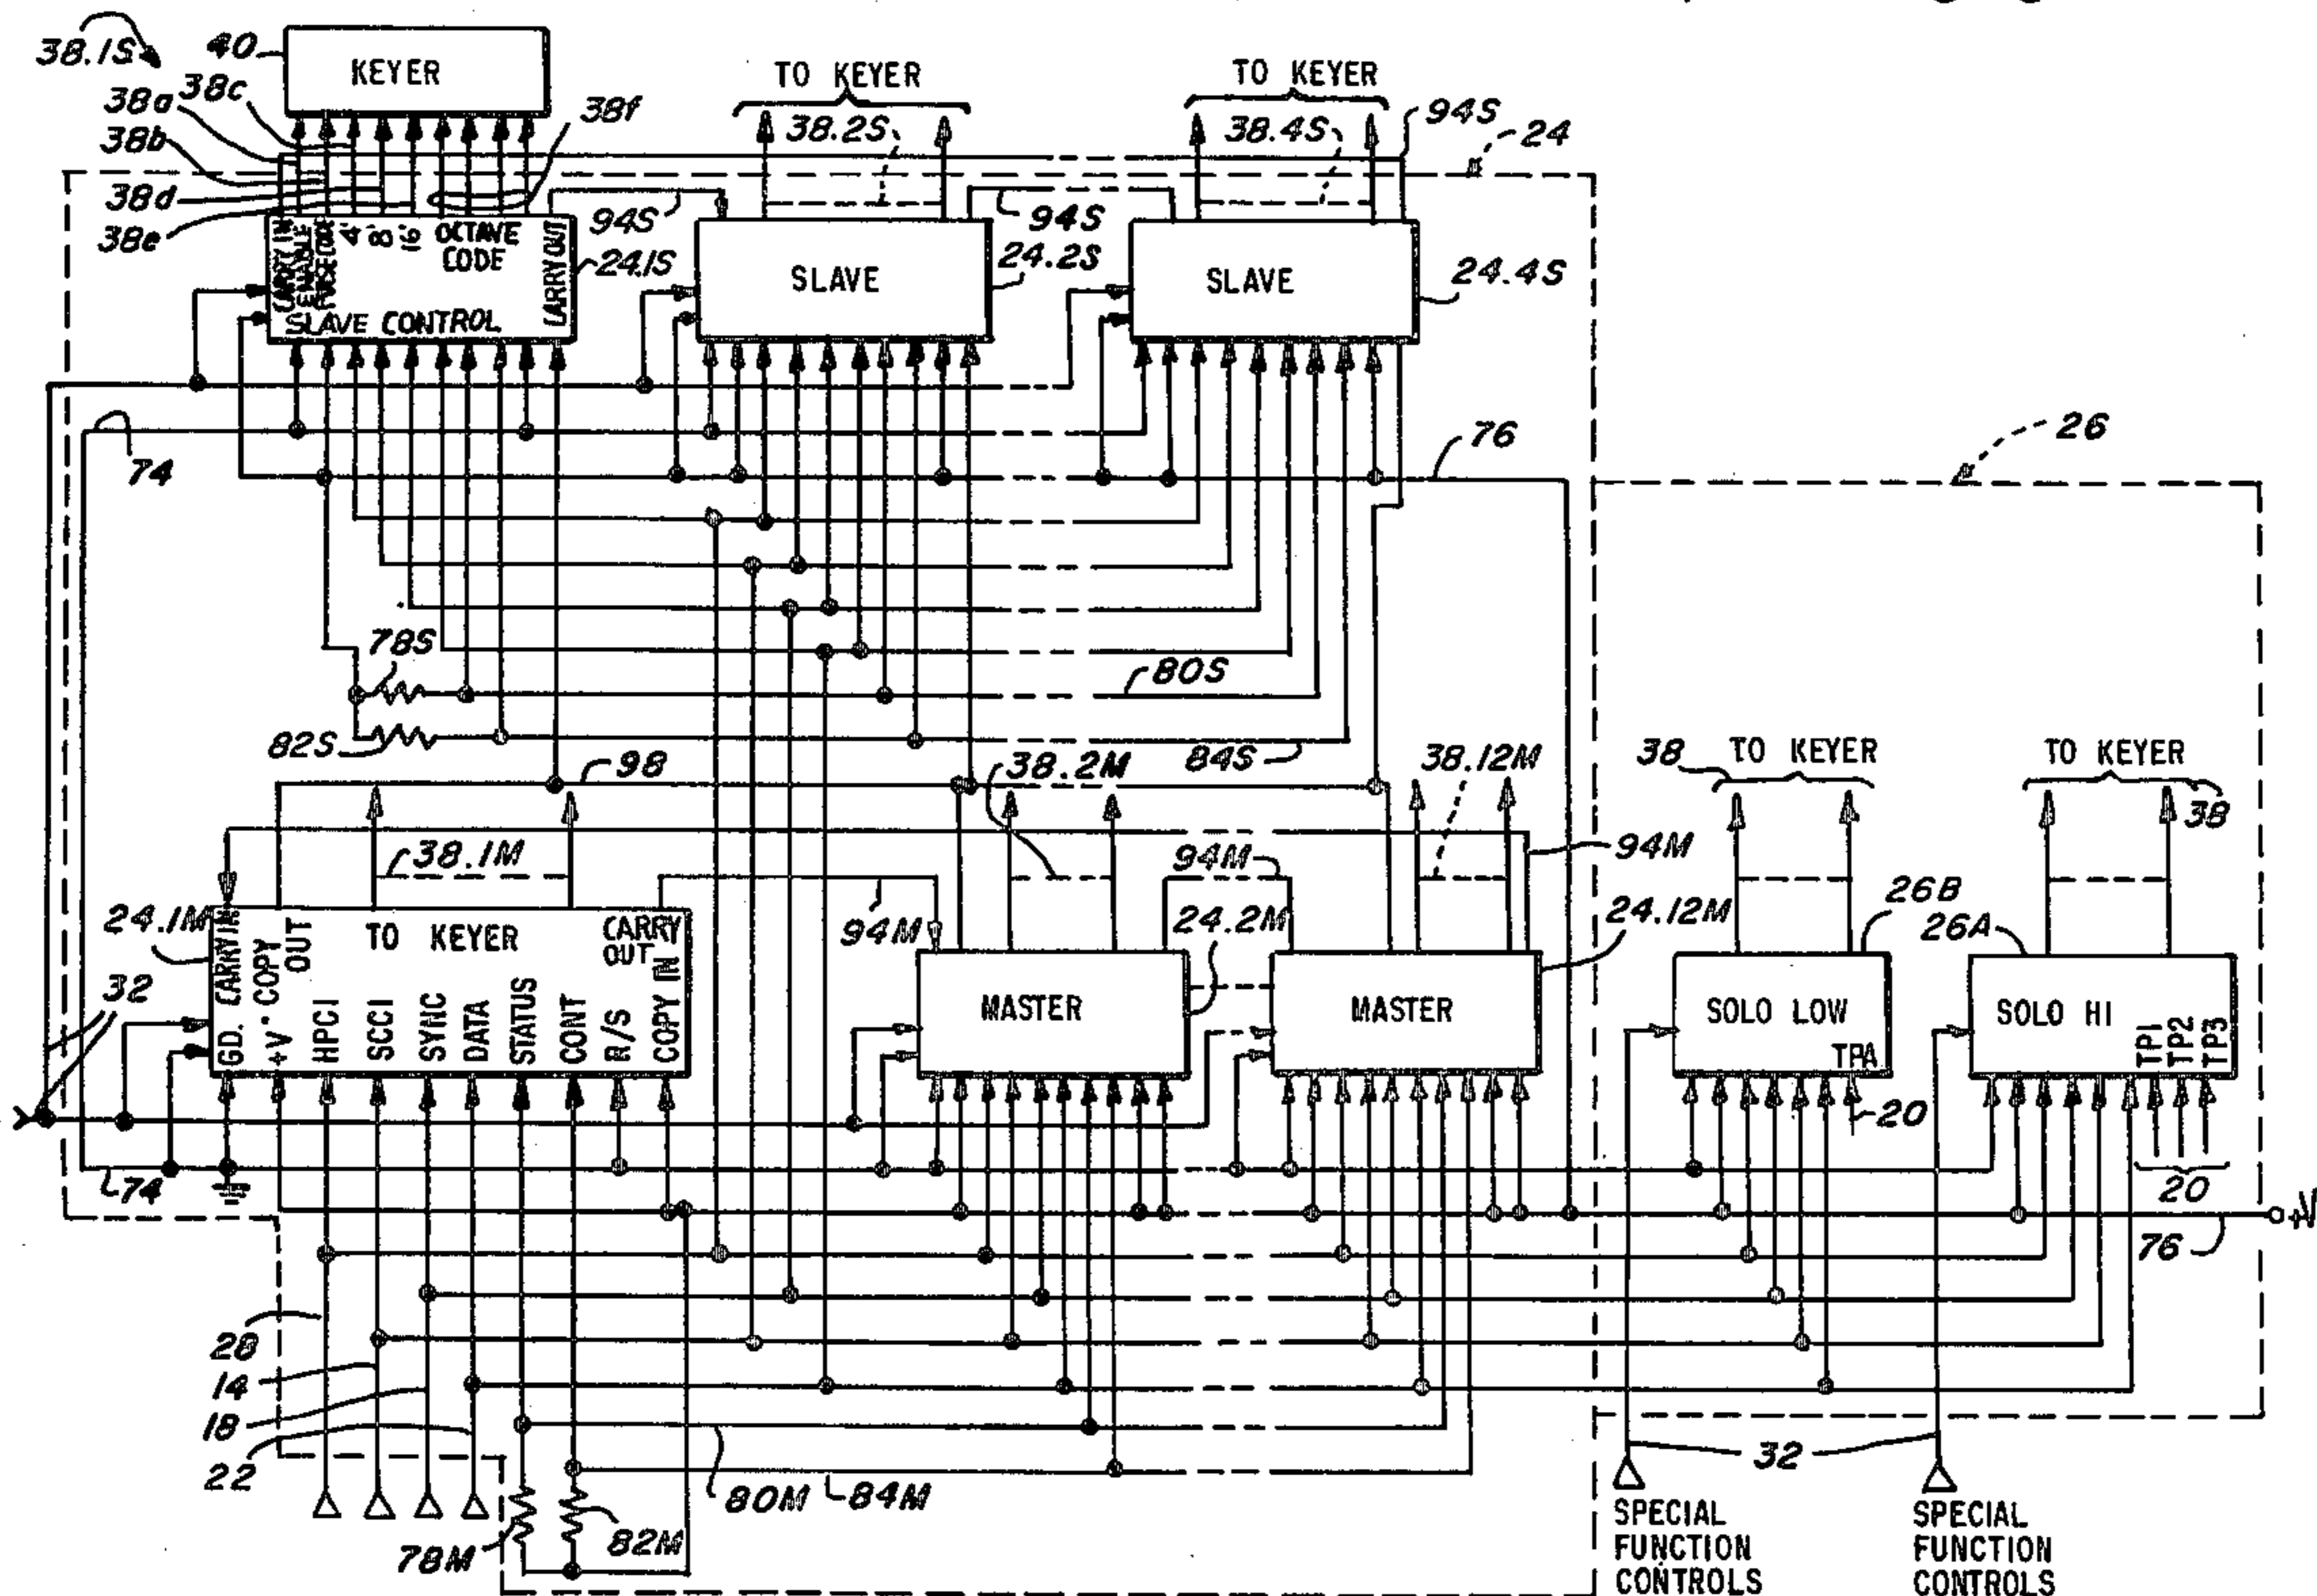 38.1S
40
KEYER
38a
38c
38b
38d
38e
38f
TO KEYER
38.2S
TO KEYER
38.4S
94S
24
CARRY IN
ENABLE
PULSE CODE
4'
8'
16'
OCTAVE
CODE
CARRY OUT
SLAVE CONTROL
24.1S
94S
SLAVE
24.2S
94S
SLAVE
24.4S
74
76
26
78S
80S
82S
84S
98
38.2M
38.12M
38
TO KEYER
TO KEYER
38
38.1M
94M
94M
94M
24.1M
CARRY IN
COPY
OUT
TO KEYER
CARRY
OUT
GD.
+V
HPCI
SCCI
SYNC
DATA
STATUS
CONT
R/S
COPY IN
MASTER
24.2M
MASTER
24.12M
SOLO LOW
TPA
26B
20
26A
SOLO HI
TP1
TP2
TP3
20
32
74
+V
76
28
14
18
22
78M
82M
80M
84M
32
SPECIAL
FUNCTION
CONTROLS
SPECIAL
FUNCTION
CONTROLS